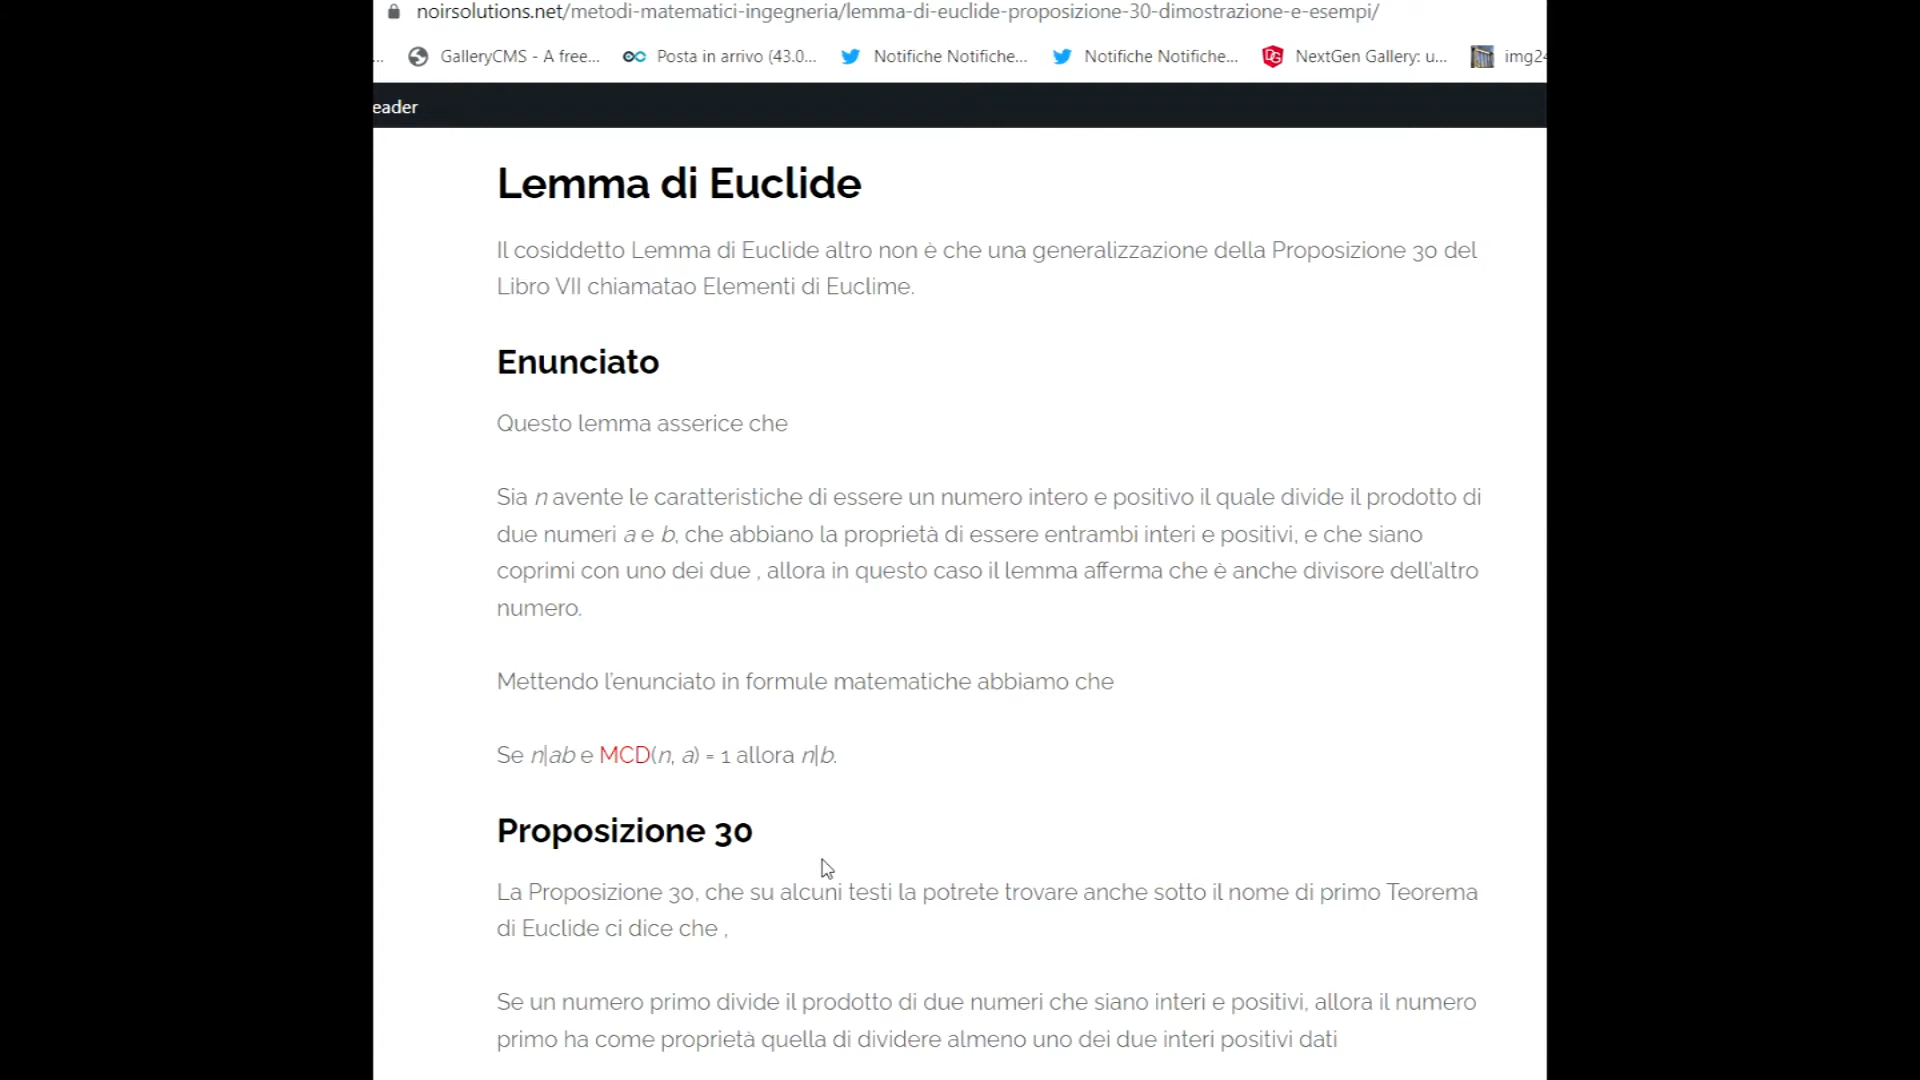 noirsolutions.net/metodi-matematici-ingegneria/lemma-di-euclide-proposizione-30-dimostrazione-e-esempi/
... GalleryCMS - A free... Posta in arrivo (43.0... Notifiche Notifiche... Notifiche Notifiche... NextGen Gallery: u... img24
eader
Lemma di Euclide
Il cosiddetto Lemma di Euclide altro non è che una generalizzazione della Proposizione 30 del
Libro VII chiamatao Elementi di Euclime.
Enunciato
Questo lemma asserice che
Sia n avente le caratteristiche di essere un numero intero e positivo il quale divide il prodotto di
due numeri a e b, che abbiano la proprietà di essere entrambi interi e positivi, e che siano
coprimi con uno dei due , allora in questo caso il lemma afferma che è anche divisore dell'altro
numero.
Mettendo l'enunciato in formule matematiche abbiamo che
Se n|ab e MCD(n, a) = 1 allora n|b.
Proposizione 30
La Proposizione 30, che su alcuni testi la potrete trovare anche sotto il nome di primo Teorema
di Euclide ci dice che ,
Se un numero primo divide il prodotto di due numeri che siano interi e positivi, allora il numero
primo ha come proprietà quella di dividere almeno uno dei due interi positivi dati